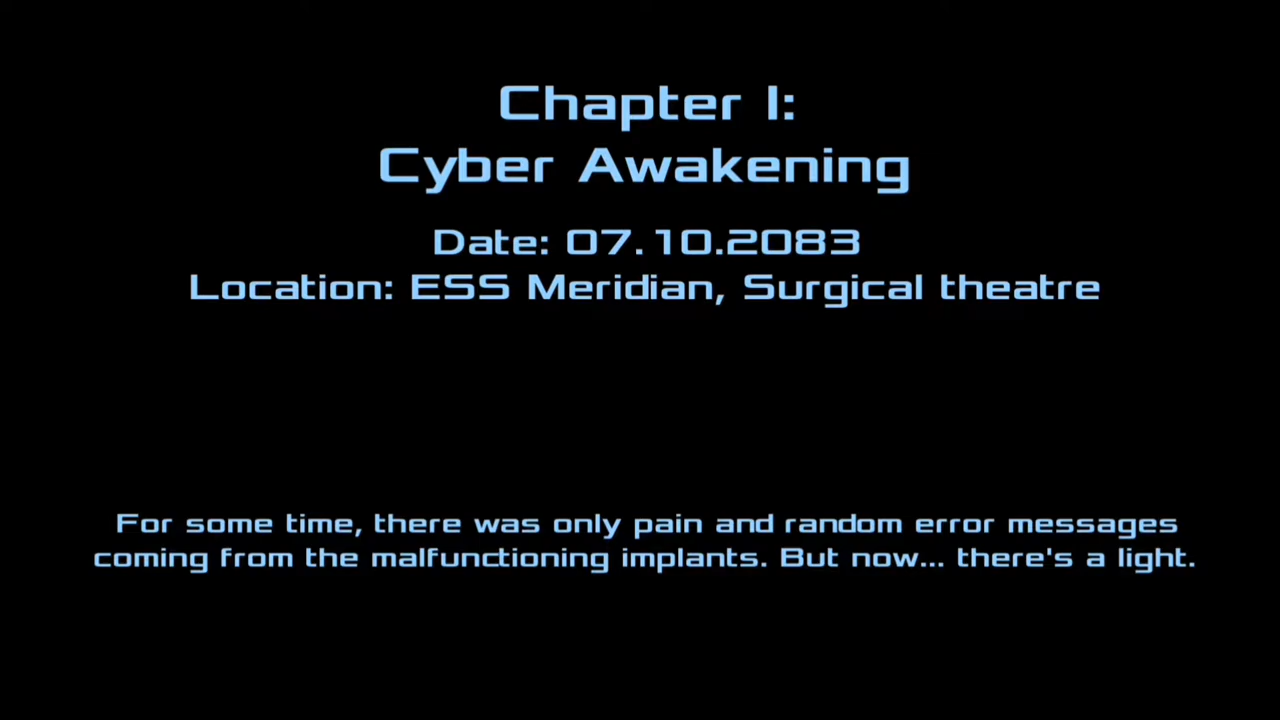 Chapter I:
Cyber Awakening
Date: 07.10.2083
Location: ESS Meridian, Surgical theatre
For some time, there was only pain and random error messages
coming from the malfunctioning implants. But now... there's a light.